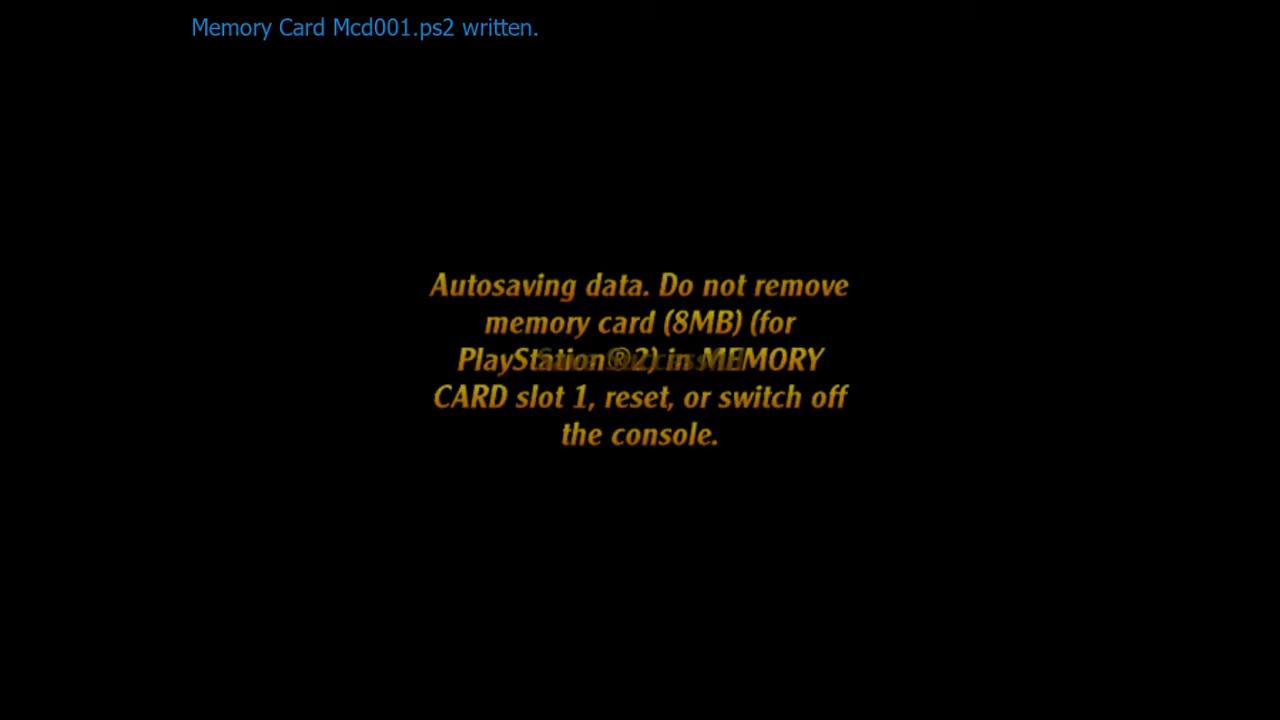 Memory Card Mcd001.ps2 written.
Autosaving data. Do not remove
memory card (8MB) (for
PlayStation®2) in MEMORY
CARD slot 1, reset, or switch off
the console.